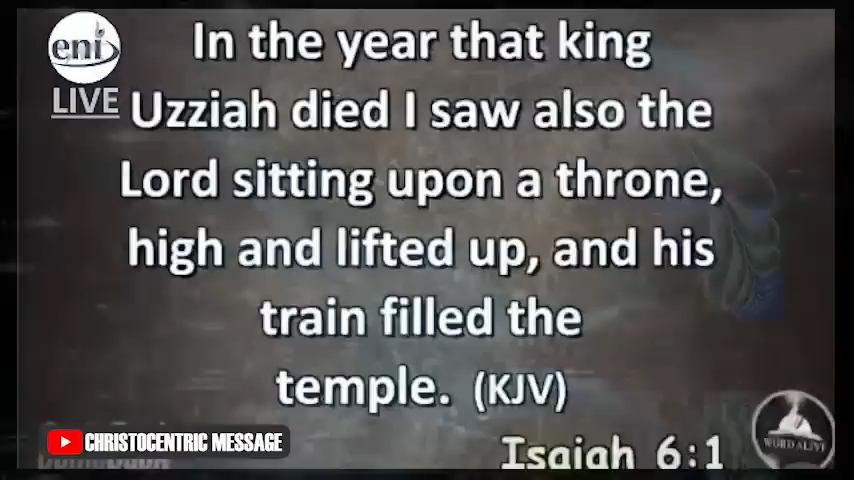 eni
LIVE
In the year that king
Uzziah died I saw also the
Lord sitting upon a throne,
high and lifted up, and his
train filled the
temple. (KJV)
Isaiah 6:1
CHRISTOCENTRIC MESSAGE
WORD ALIVE